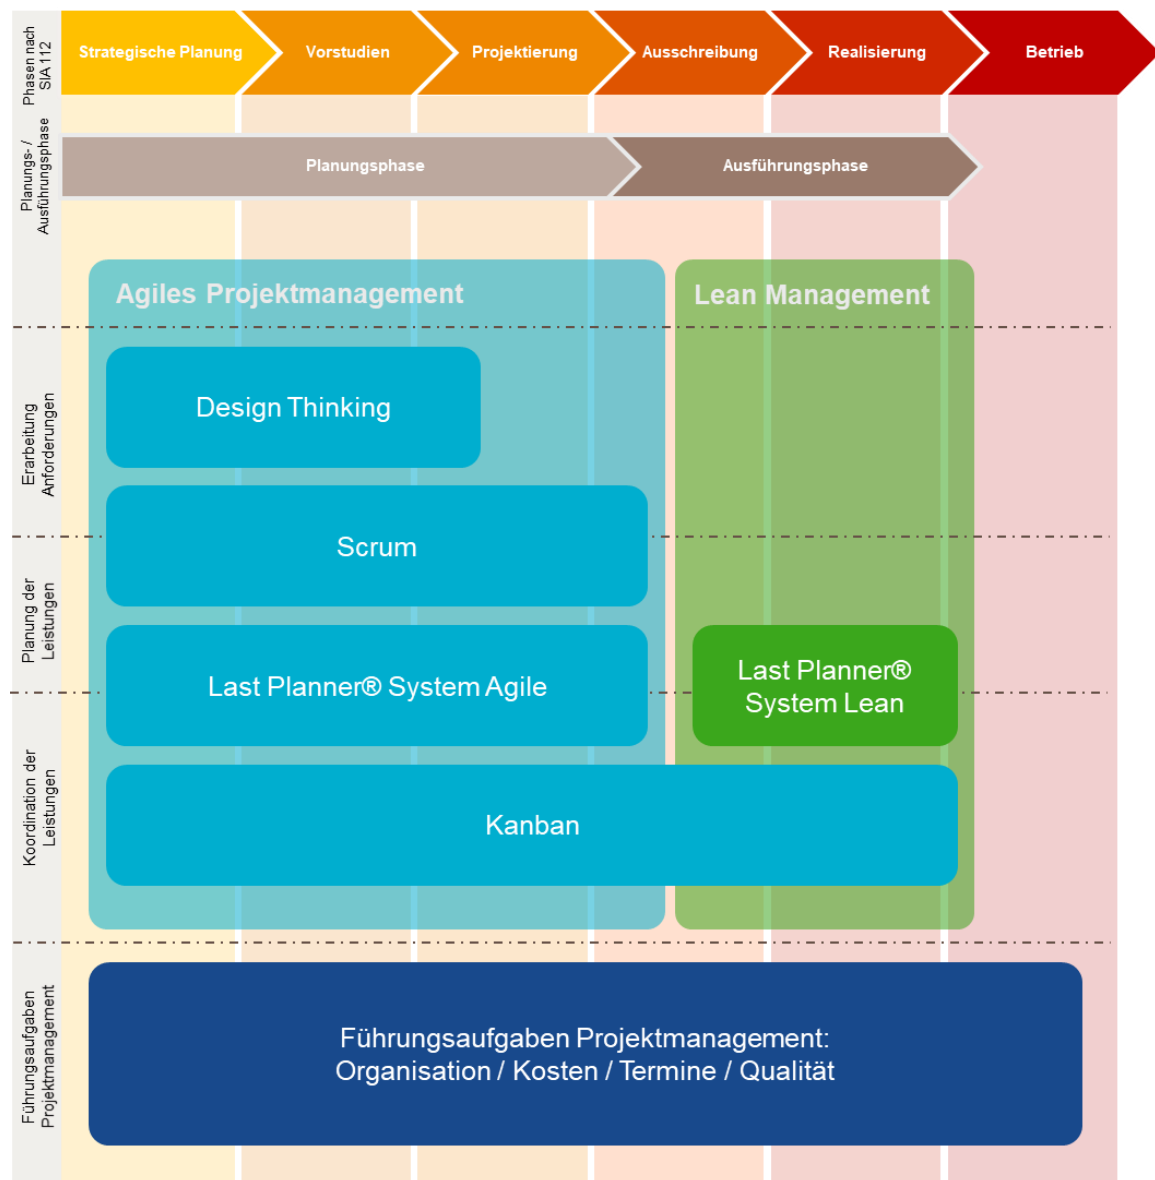 Phasen nach
SIA 112
Strategische Planung
Vorstudien
Projektierung
Ausschreibung
Realisierung
Betrieb
Planungs- /
Ausführungsphase
Planungsphase
Ausführungsphase
Agiles Projektmanagement
Lean Management
Erarbeitung
Anforderungen
Design Thinking
Scrum
Planung der
Leistungen
Last Planner® System Agile
Last Planner®
System Lean
Koordination der
Leistungen
Kanban
Führungsaufgaben
Projektmanagement
Führungsaufgaben Projektmanagement:
Organisation / Kosten / Termine / Qualität